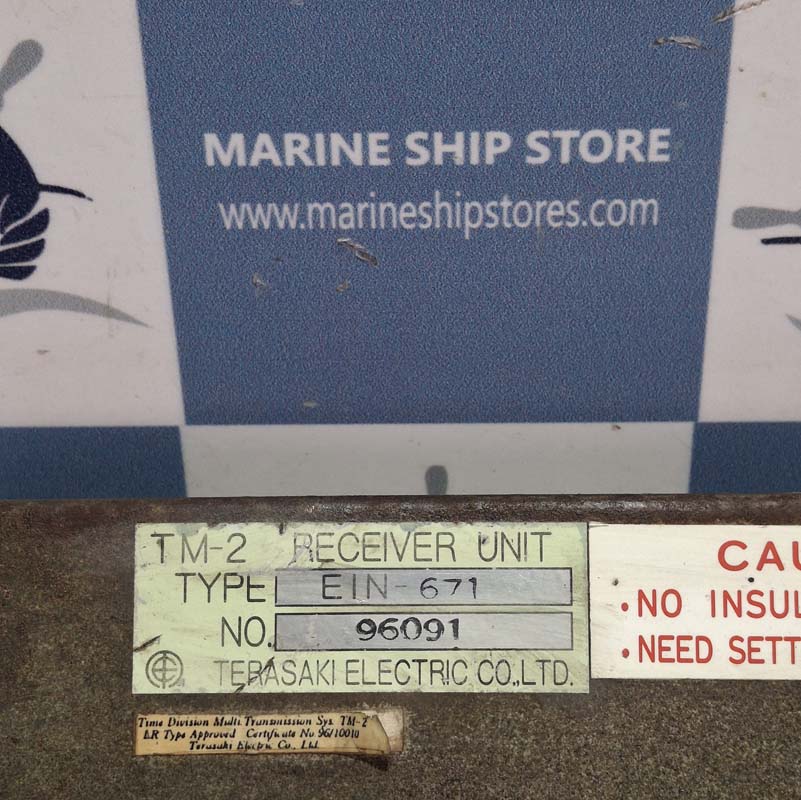 MARINE SHIP STORE
www.marineshipstores.com
TM-2 RECEIVER UNIT
TYPE EIN-671
NO. 96091
TERASAKI ELECTRIC CO.,LTD.
CAU
•NO INSUL
•NEED SETT
Time Division Multi. Transmission Sys. TM-2
LR Type Approved Certificate No 96/10010
Terasaki Electric Co., Ltd.